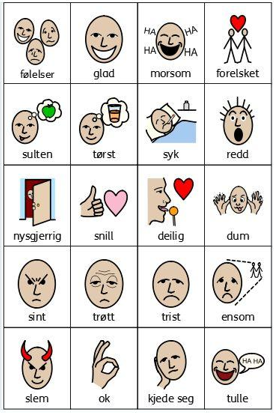 følelser glad morsom forelsket
HA HA
HA HA
sulten tørst syk redd
nysgjerrig snill deilig dum
sint trøtt trist ensom
HA HA
slem ok kjede seg tulle